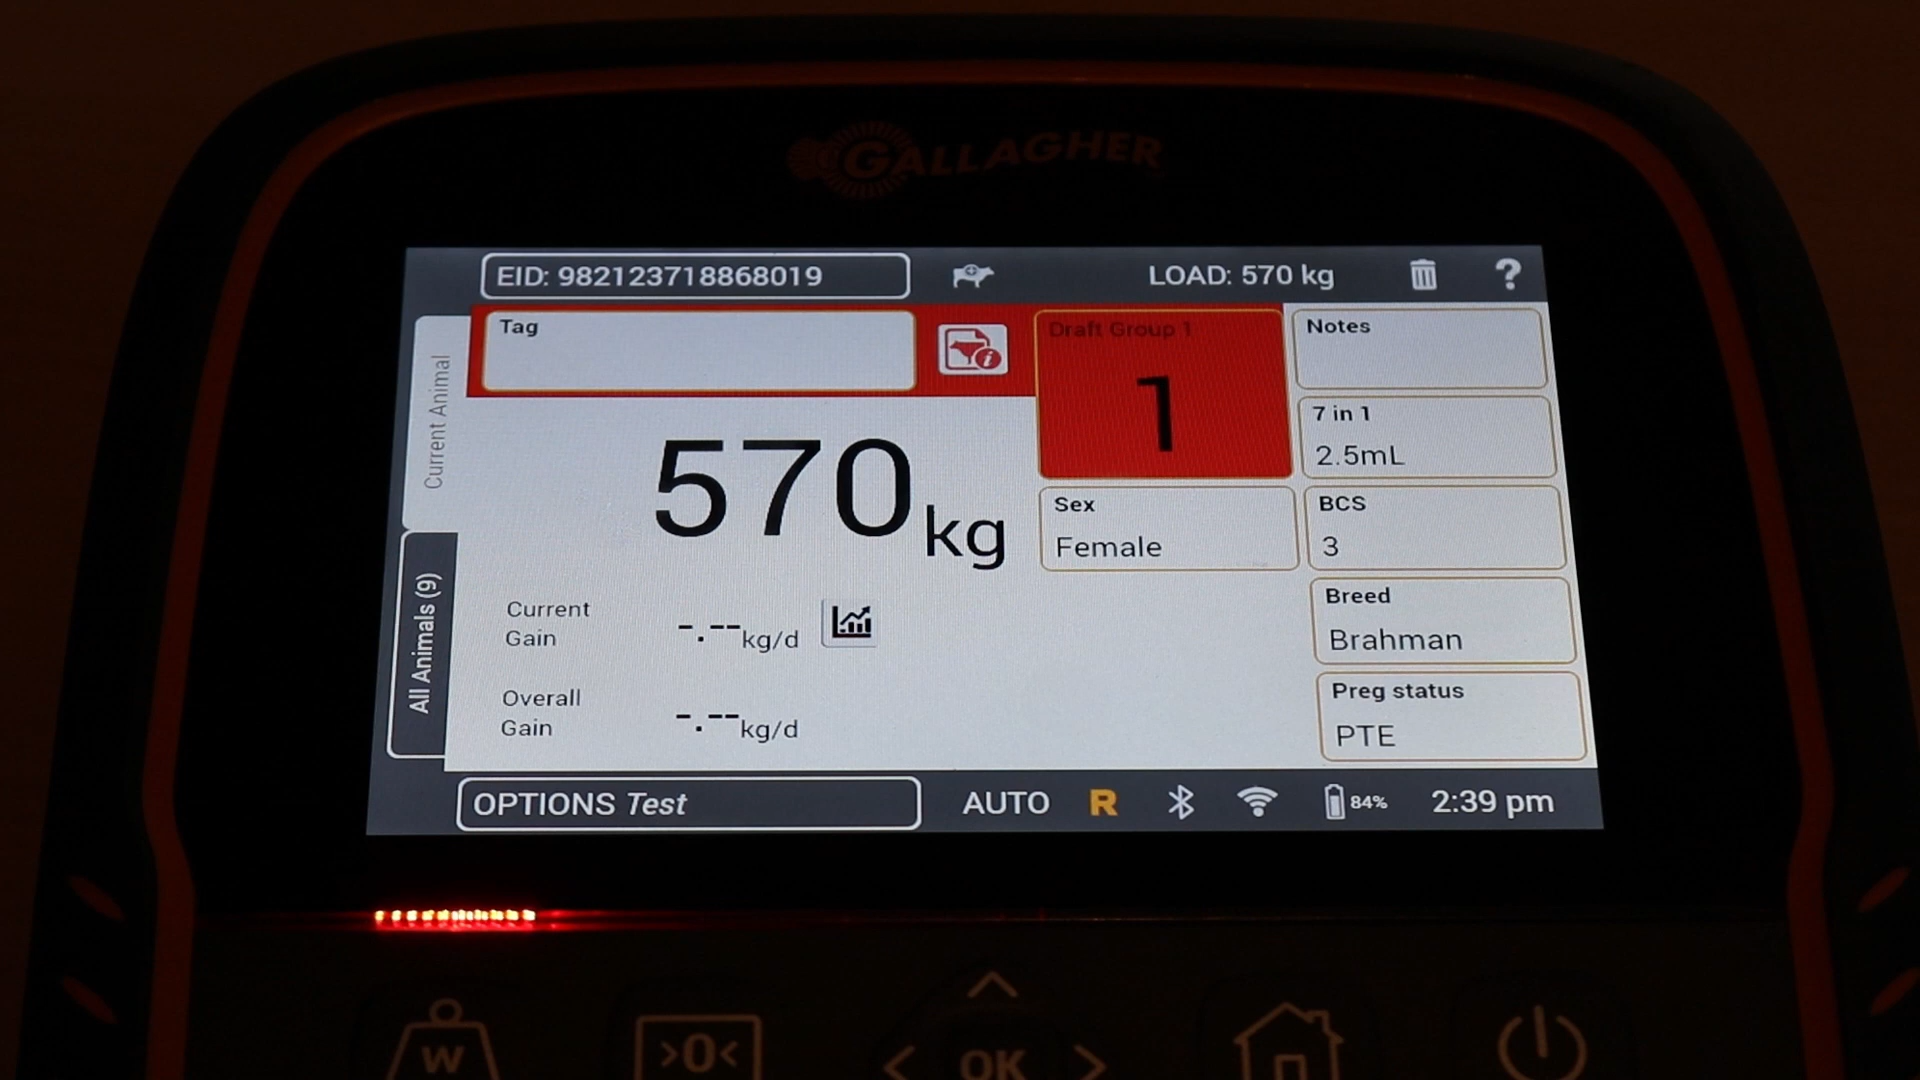 GALLAGHER
EID: 982123718868019
LOAD: 570 kg
?
Current Animal
All Animals (9)
Tag
Draft Group 1
1
Notes
7 in 1
2.5mL
570 kg
Sex
Female
BCS
3
Current
Gain
-.-- kg/d
Breed
Brahman
Overall
Gain
-.-- kg/d
Preg status
PTE
OPTIONS Test
AUTO
R
84%
2:39 pm
W
>0<
OK